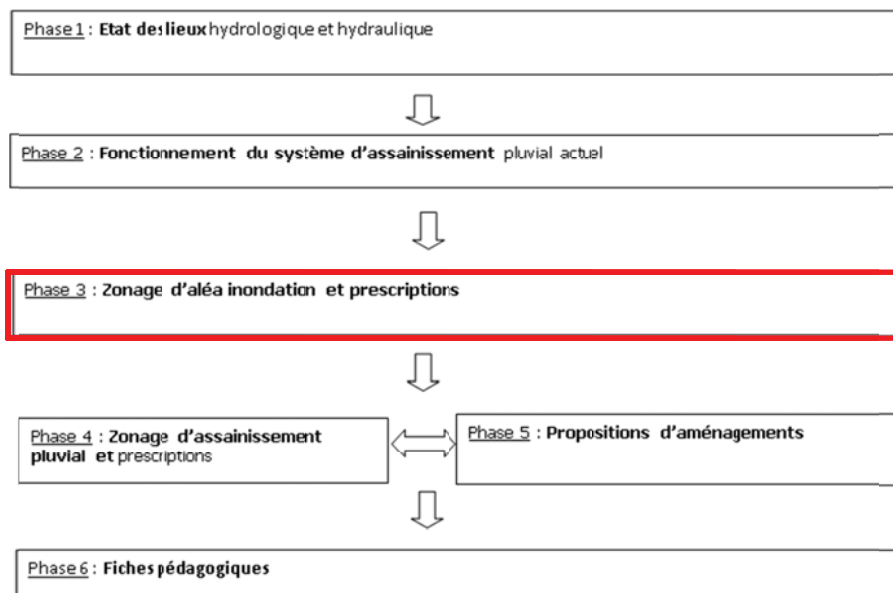 Phase 1 : Etat des lieux hydrologique et hydraulique
Phase 2 : Fonctionnement du système d'assainissement pluvial actuel
Phase 3 : Zonage d'aléa inondation et prescriptions
Phase 4 : Zonage d'assainissement
pluvial et prescriptions
Phase 5 : Propositions d'aménagements
Phase 6 : Fiches pédagogiques